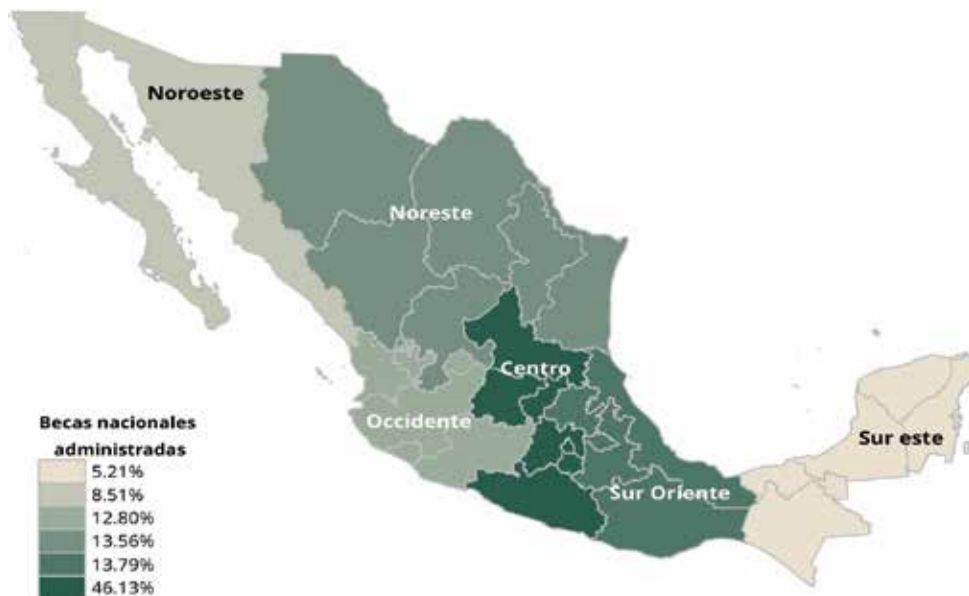 Noroeste
Noreste
Centro
Occidente
Sur este
Sur Oriente
Becas nacionales
administradas
5.21%
8.51%
12.80%
13.56%
13.79%
46.13%